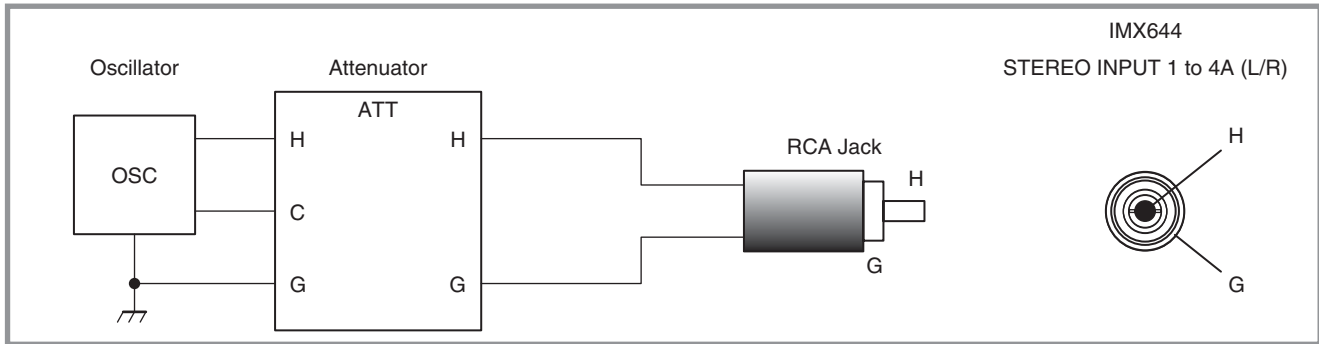 IMX644
STEREO INPUT 1 to 4A (L/R)
Oscillator
Attenuator
ATT
OSC
H
H
C
G
G
RCA Jack
H
G
H
G